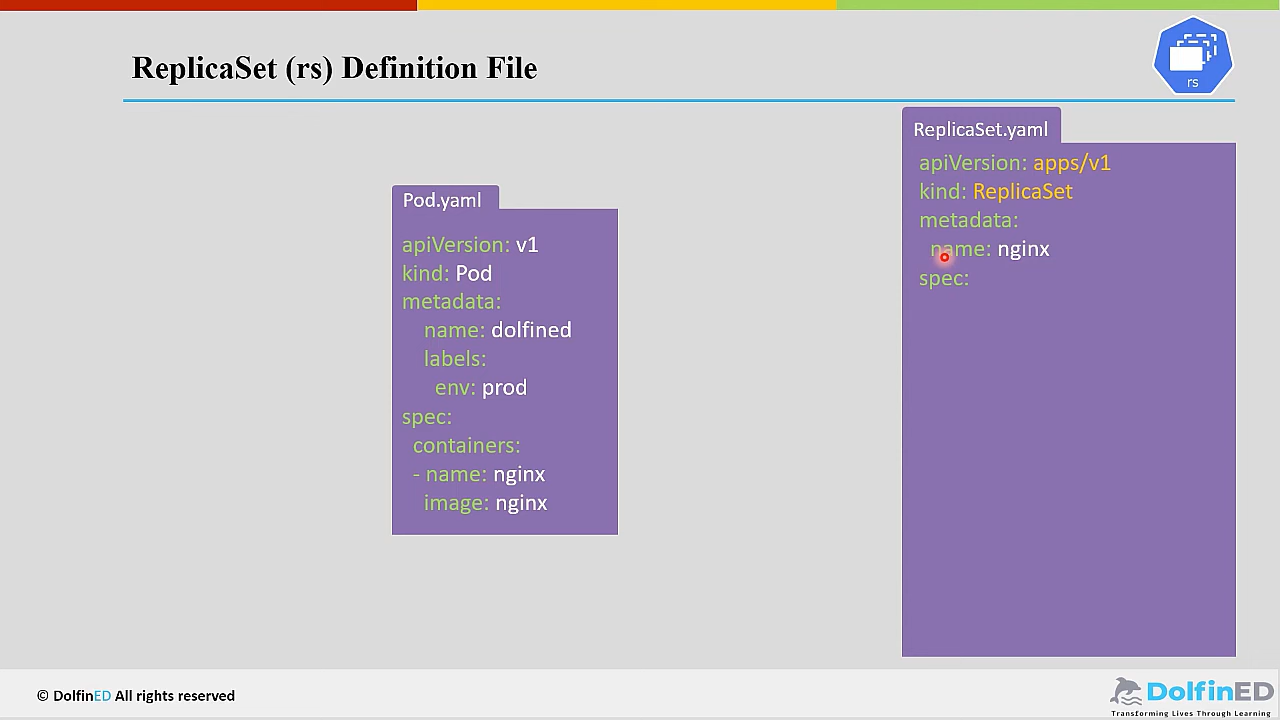 ReplicaSet (rs) Definition File
rs
Pod.yaml
apiVersion: v1
kind: Pod
metadata:
name: dolfined
labels:
env: prod
spec:
containers:
- name: nginx
image: nginx
ReplicaSet.yaml
apiVersion: apps/v1
kind: ReplicaSet
metadata:
name: nginx
spec:
© DolfinED All rights reserved
DolfinED
Transforming Lives Through Learning